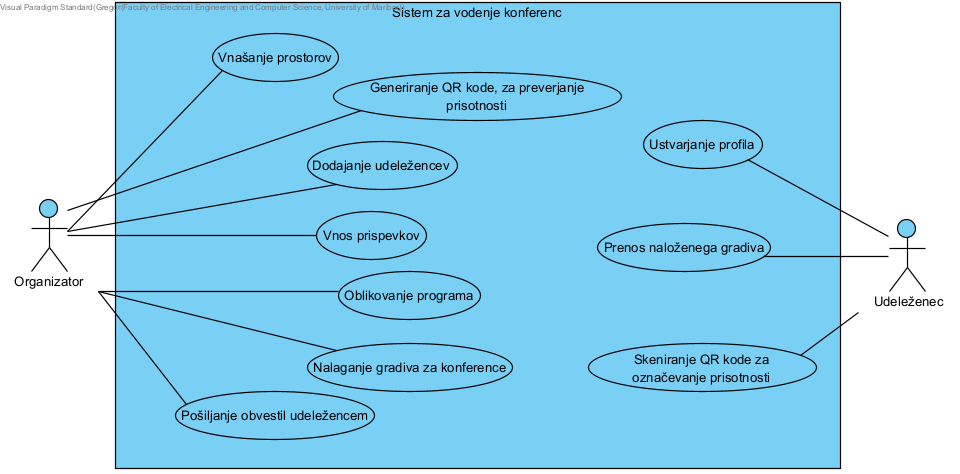 Visual Paradigm Standard(Gregor(Faculty of Electrical Engineering and Computer Science, University of Maribor))
Sistem za vodenje konferenc
Vnašanje prostorov
Generiranje QR kode, za preverjanje
prisotnosti
Ustvarjanje profila
Dodajanje udeležencev
Vnos prispevkov
Prenos naloženega gradiva
Organizator
Oblikovanje programa
Udeleženec
Nalaganje gradiva za konference
Skeniranje QR kode za
označevanje prisotnosti
Pošiljanje obvestil udeležencem